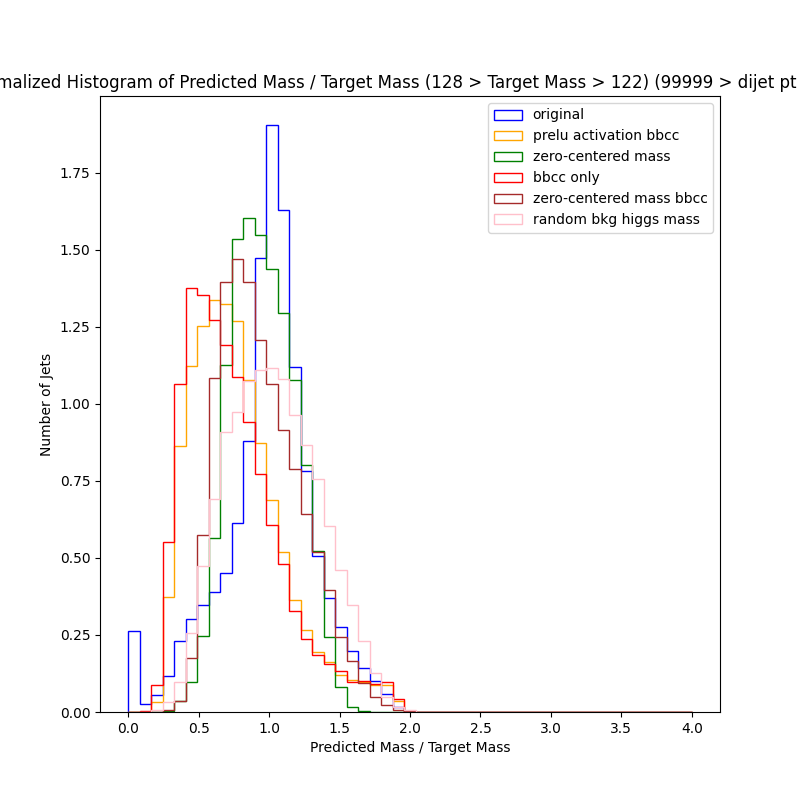 malized Histogram of Predicted Mass / Target Mass (128 > Target Mass > 122) (99999 > dijet pt
original
prelu activation bbcc
zero-centered mass
bbcc only
zero-centered mass bbcc
random bkg higgs mass
1.75
1.50
1.25
1.00
0.75
0.50
0.25
0.00
Number of Jets
0.0 0.5 1.0 1.5 2.0 2.5 3.0 3.5 4.0
Predicted Mass / Target Mass